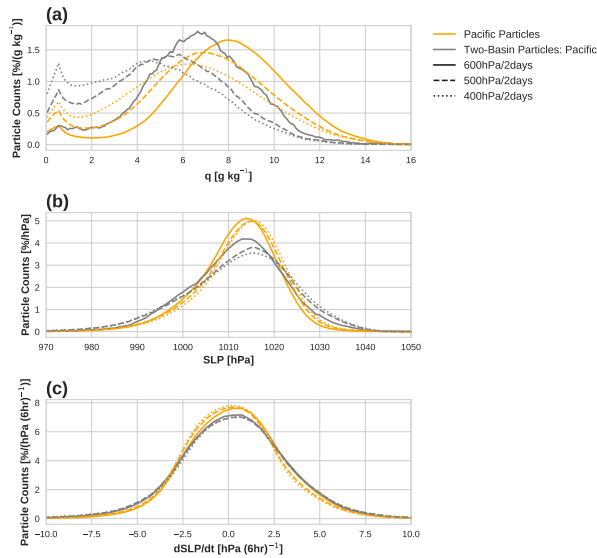 (a)
Particle Counts [%/(g kg⁻¹)]
1.5
1.0
0.5
0.0
0 2 4 6 8 10 12 14 16
q [g kg⁻¹]
Pacific Particles
Two-Basin Particles: Pacific
600hPa/2days
500hPa/2days
400hPa/2days
(b)
Particle Counts [%/hPa]
5
4
3
2
1
0
970 980 990 1000 1010 1020 1030 1040 1050
SLP [hPa]
(c)
Particle Counts [%/(hPa (6hr)⁻¹)]
8
6
4
2
0
−10.0 −7.5 −5.0 −2.5 0.0 2.5 5.0 7.5 10.0
dSLP/dt [hPa (6hr)⁻¹]